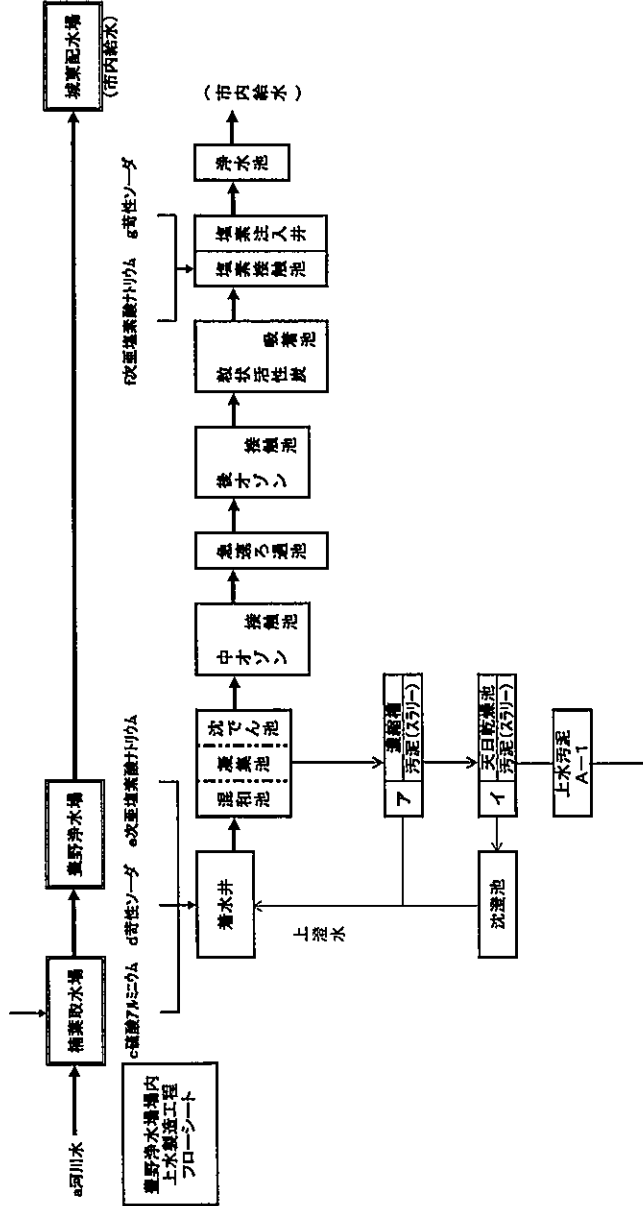 a河川水
楠葉取水場
豊野浄水場
城東配水場
(市内給水)
豊野浄水場場内
上水製造工程
フローシート
c硫酸アルミニウム
d苛性ソーダ
e次亜塩素酸ナトリウム
f次亜塩素酸ナトリウム
g苛性ソーダ
着水井
混和池
凝集池
沈でん池
中オゾン
接触池
急速ろ過池
後オゾン
接触池
粒状活性炭
吸着池
塩素接触池
塩素注入井
浄水池
(市内給水)
上澄水
ア
濃縮槽
汚泥(スラリー)
イ
天日乾燥池
汚泥(スラリー)
沈澄池
上水汚泥
A-1